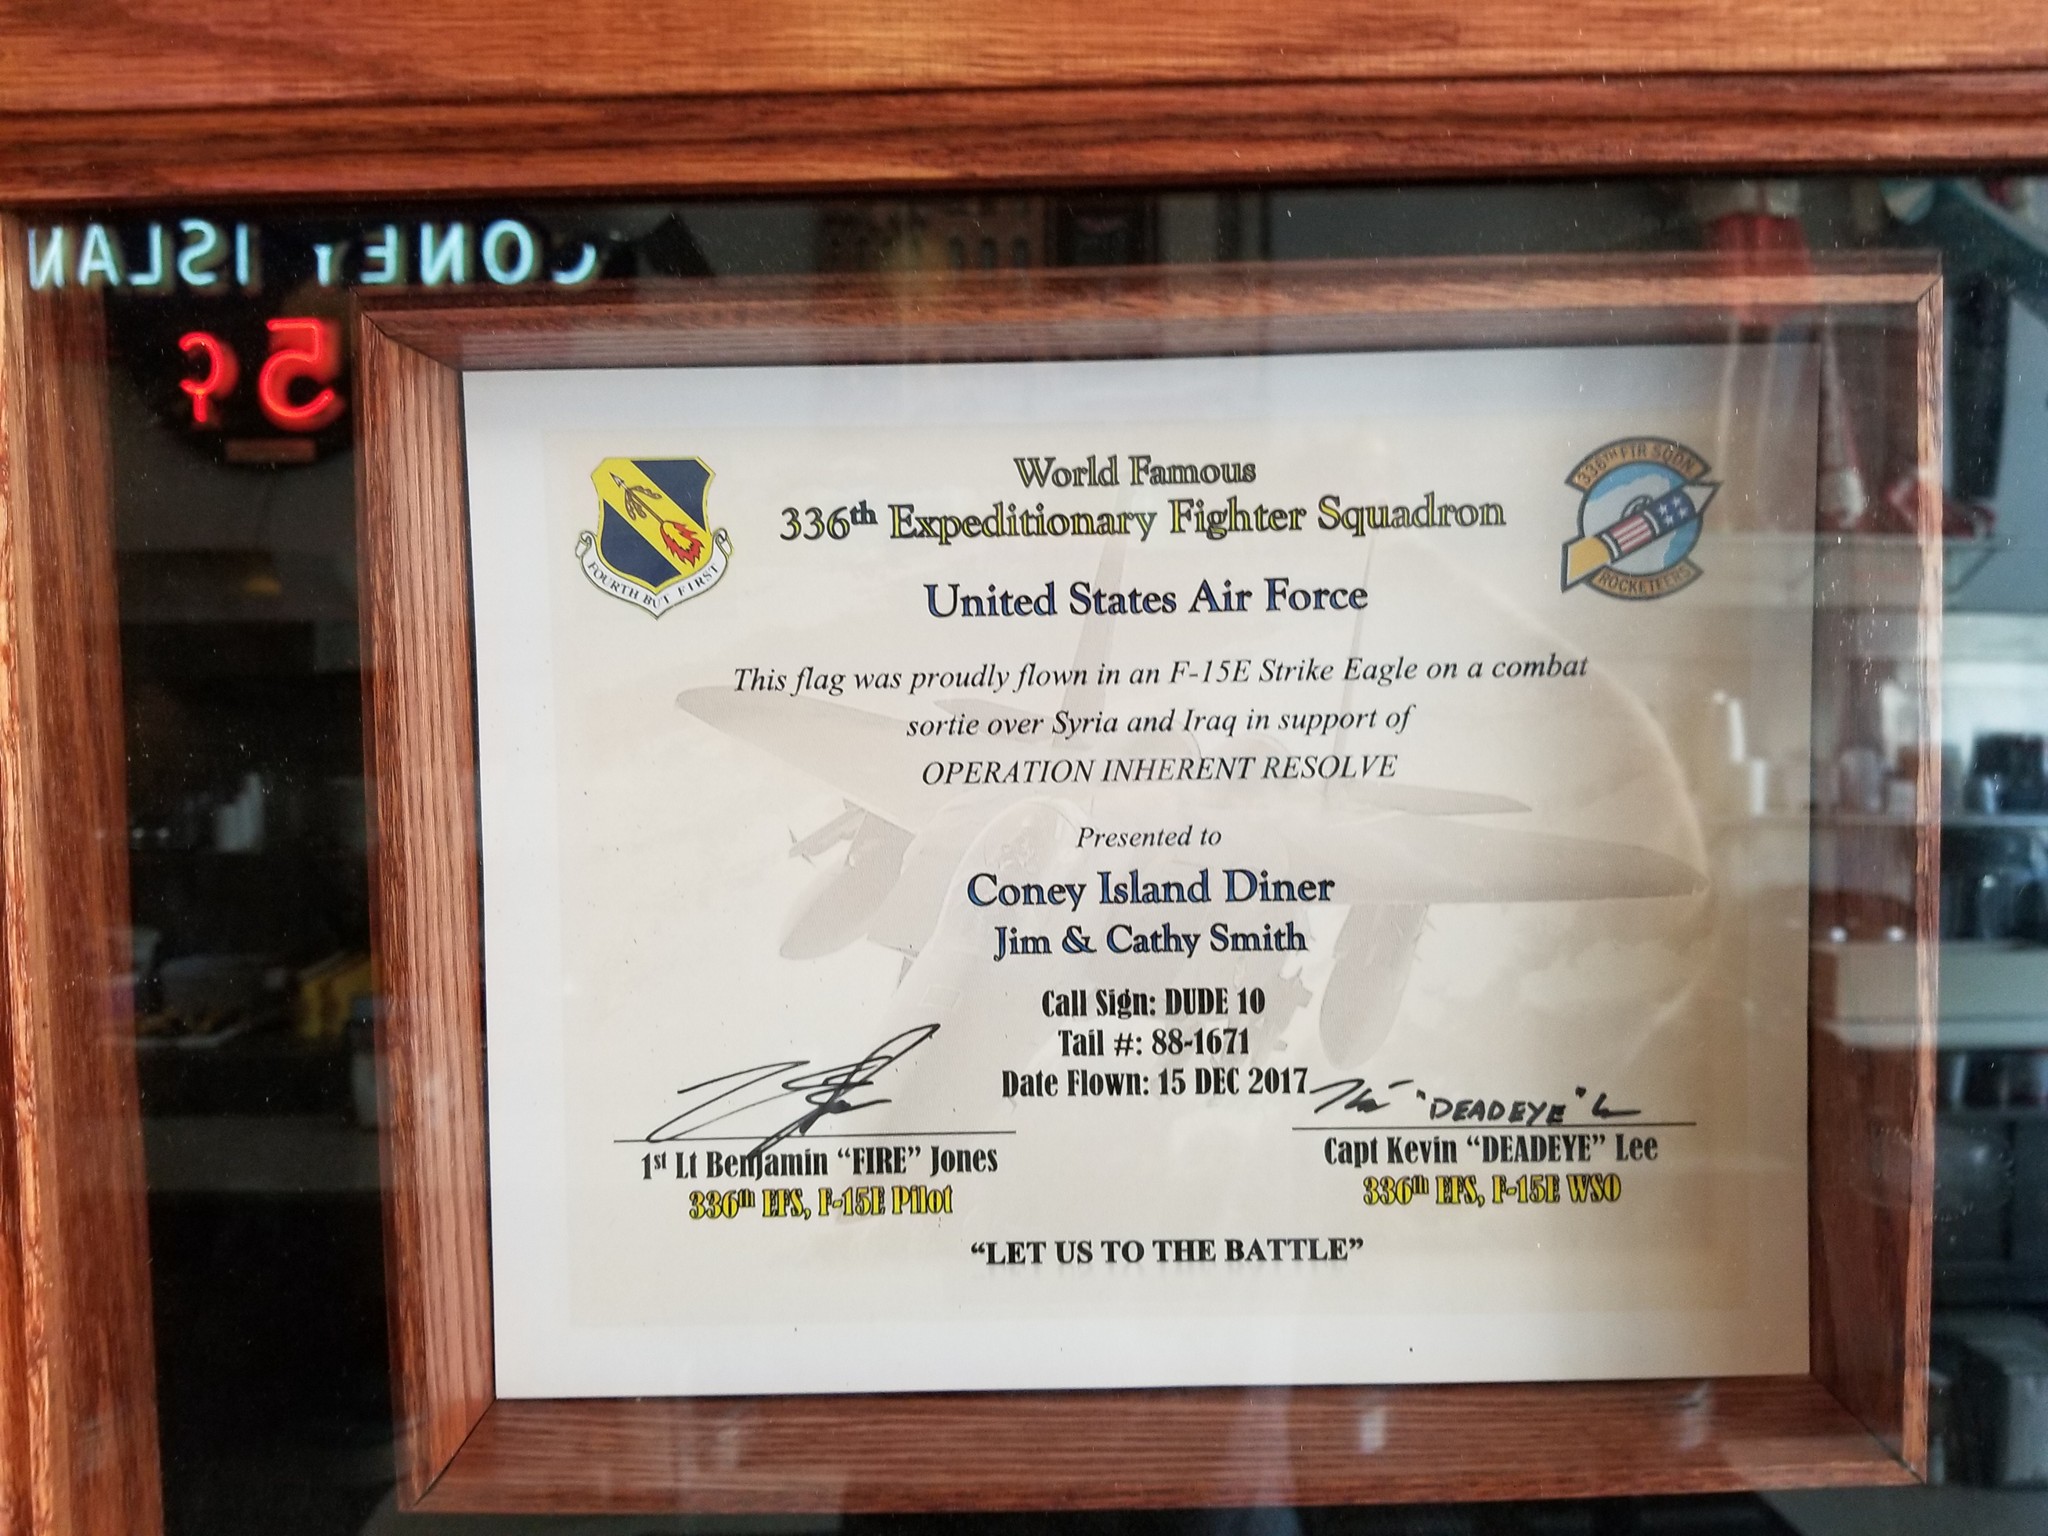 CONEY ISLAN
5¢
World Famous
336th Expeditionary Fighter Squadron
United States Air Force
FOURTH BUT FIRST
336TH FTR SQDN
ROCKETEERS
This flag was proudly flown in an F-15E Strike Eagle on a combat
sortie over Syria and Iraq in support of
OPERATION INHERENT RESOLVE
Presented to
Coney Island Diner
Jim & Cathy Smith
Call Sign: DUDE 10
Tail #: 88-1671
Date Flown: 15 DEC 2017
"DEADEYE"
1st Lt Benjamin “FIRE” Jones
336th EFS, F-15E Pilot
Capt Kevin “DEADEYE” Lee
336th EFS, F-15E WSO
“LET US TO THE BATTLE”